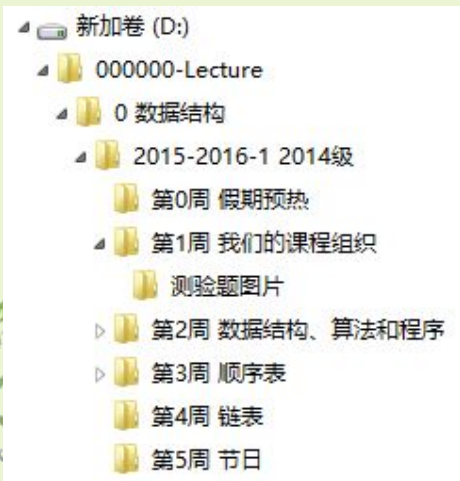 新加卷 (D:)
000000-Lecture
0 数据结构
2015-2016-1 2014级
第0周 假期预热
第1周 我们的课程组织
测验题图片
第2周 数据结构、算法和程序
第3周 顺序表
第4周 链表
第5周 节日